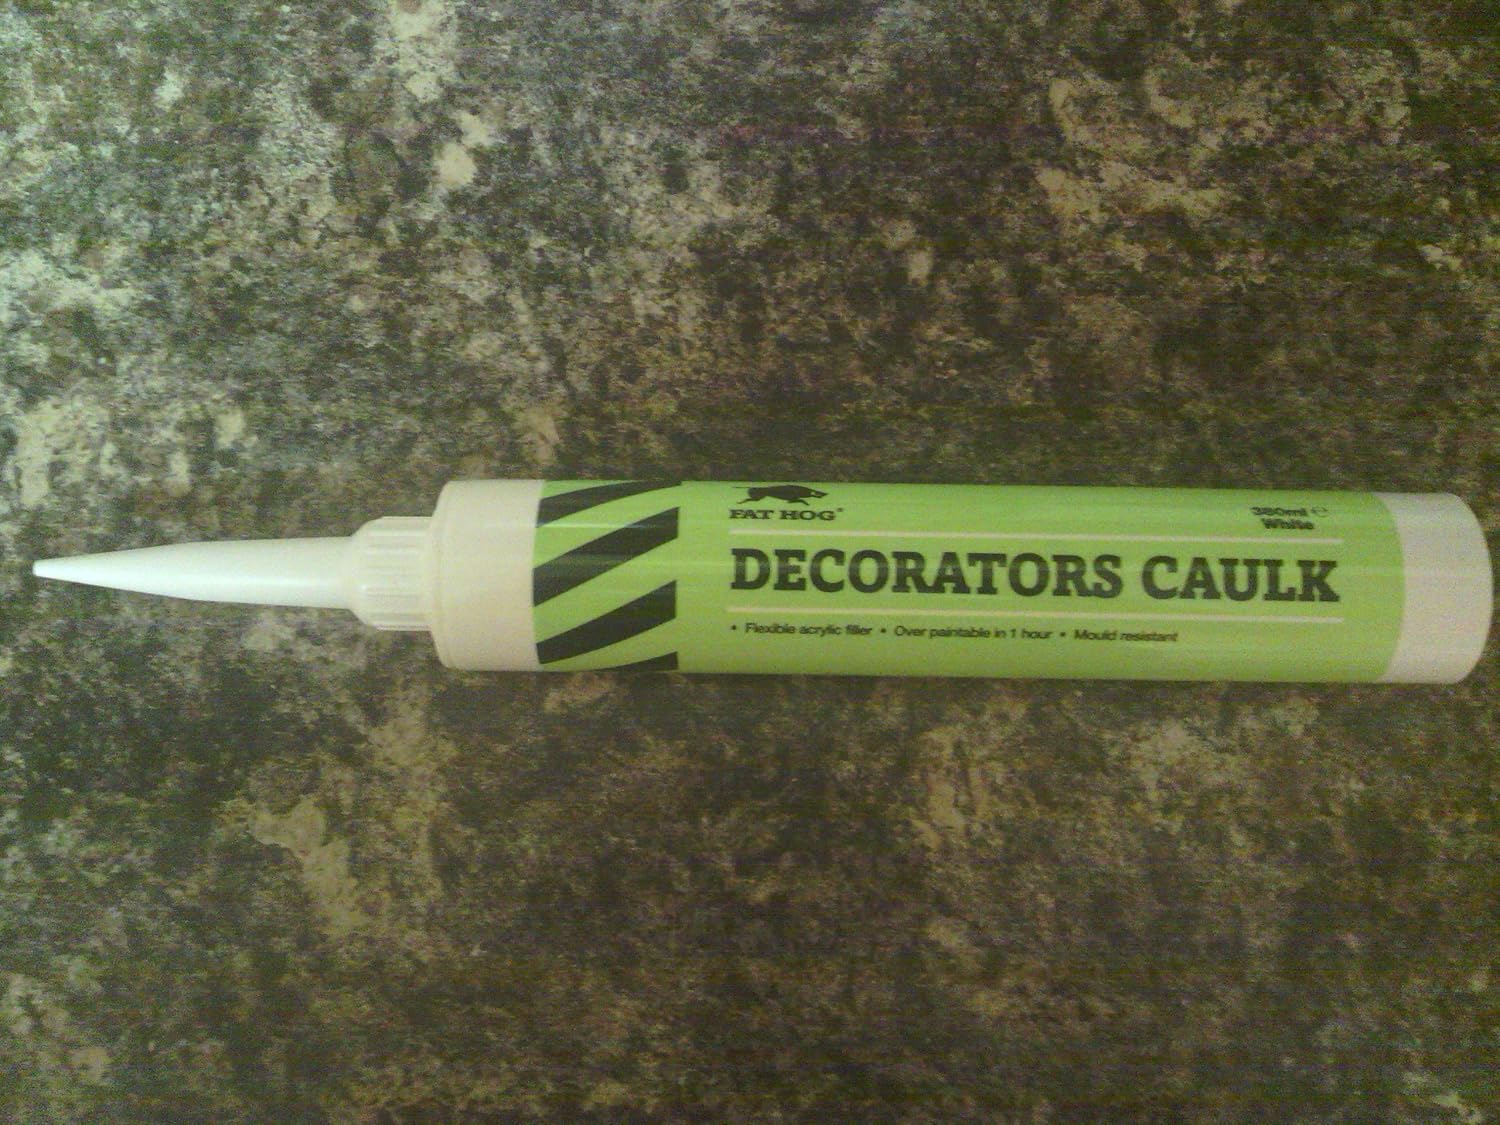 FAT HOG®
380ml ℮
White
DECORATORS CAULK
• Flexible acrylic filler • Over paintable in 1 hour • Mould resistant